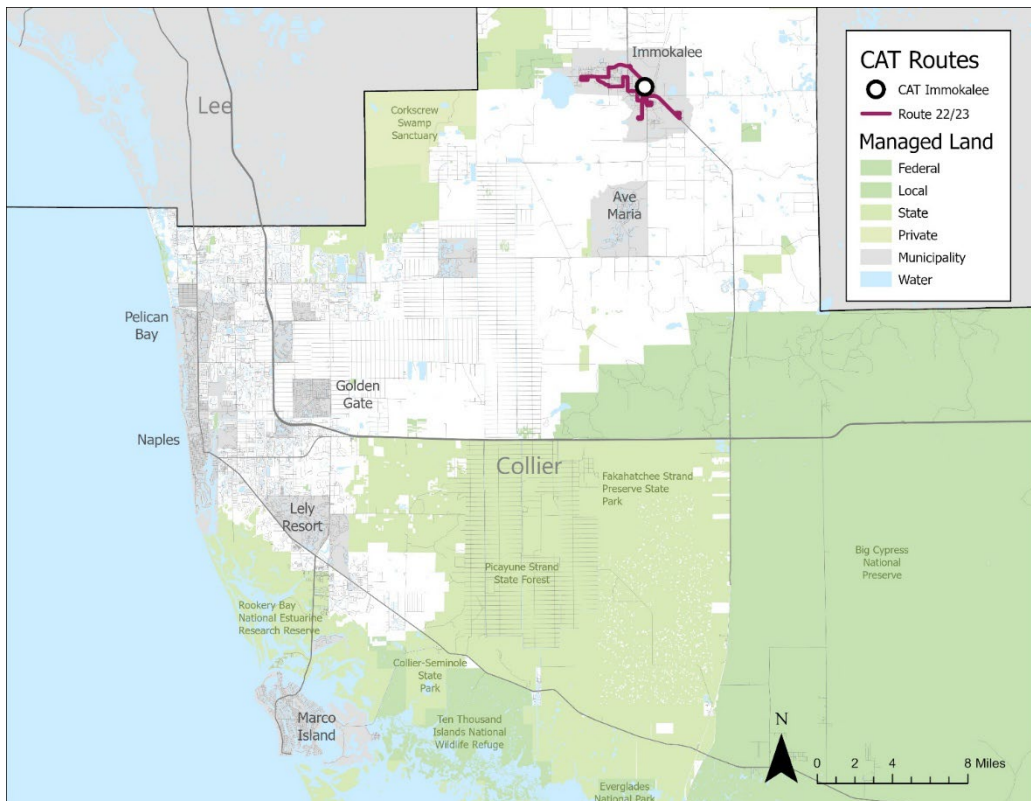 Immokalee
Lee
Corkscrew
Swamp
Sanctuary
Ave
Maria
Pelican
Bay
Golden
Gate
Naples
Collier
Fakahatchee Strand
Preserve State
Park
Lely
Resort
Big Cypress
National
Preserve
Picayune Strand
State Forest
Rookery Bay
National Estuarine
Research Reserve
Collier-Seminole
State
Park
Marco
Island
Ten Thousand
Islands National
Wildlife Refuge
Everglades
National Park
CAT Routes
CAT Immokalee
Route 22/23
Managed Land
Federal
Local
State
Private
Municipality
Water
N
0 2 4 8 Miles